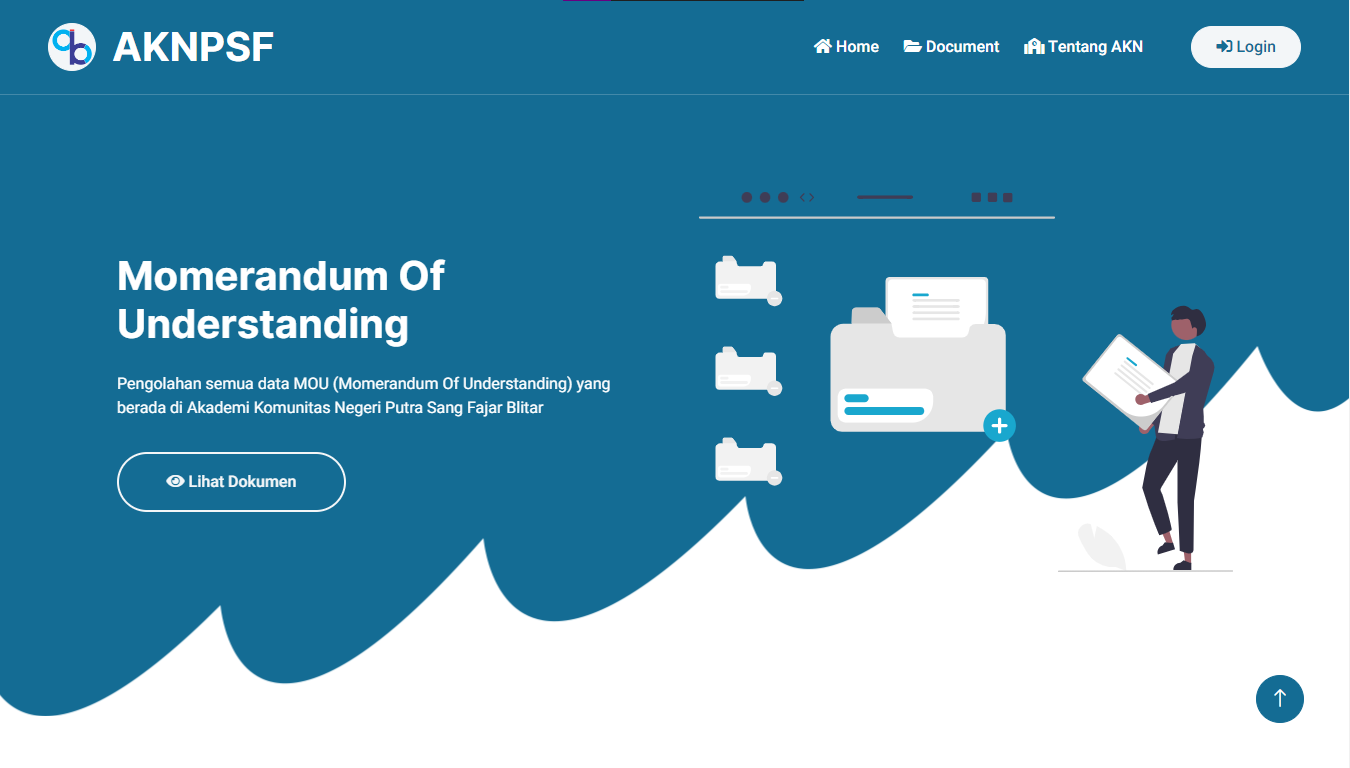 AKNPSF
Home
Document
Tentang AKN
Login
Momerandum Of
Understanding
Pengolahan semua data MOU (Momerandum Of Understanding) yang
berada di Akademi Komunitas Negeri Putra Sang Fajar Blitar
Lihat Dokumen